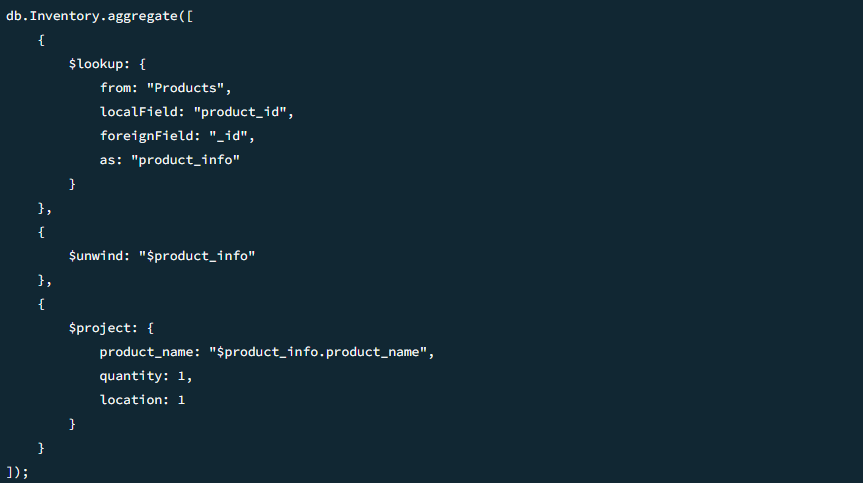 db.Inventory.aggregate([
    {
        $lookup: {
            from: "Products",
            localField: "product_id",
            foreignField: "_id",
            as: "product_info"
        }
    },
    {
        $unwind: "$product_info"
    },
    {
        $project: {
            product_name: "$product_info.product_name",
            quantity: 1,
            location: 1
        }
    }
]);